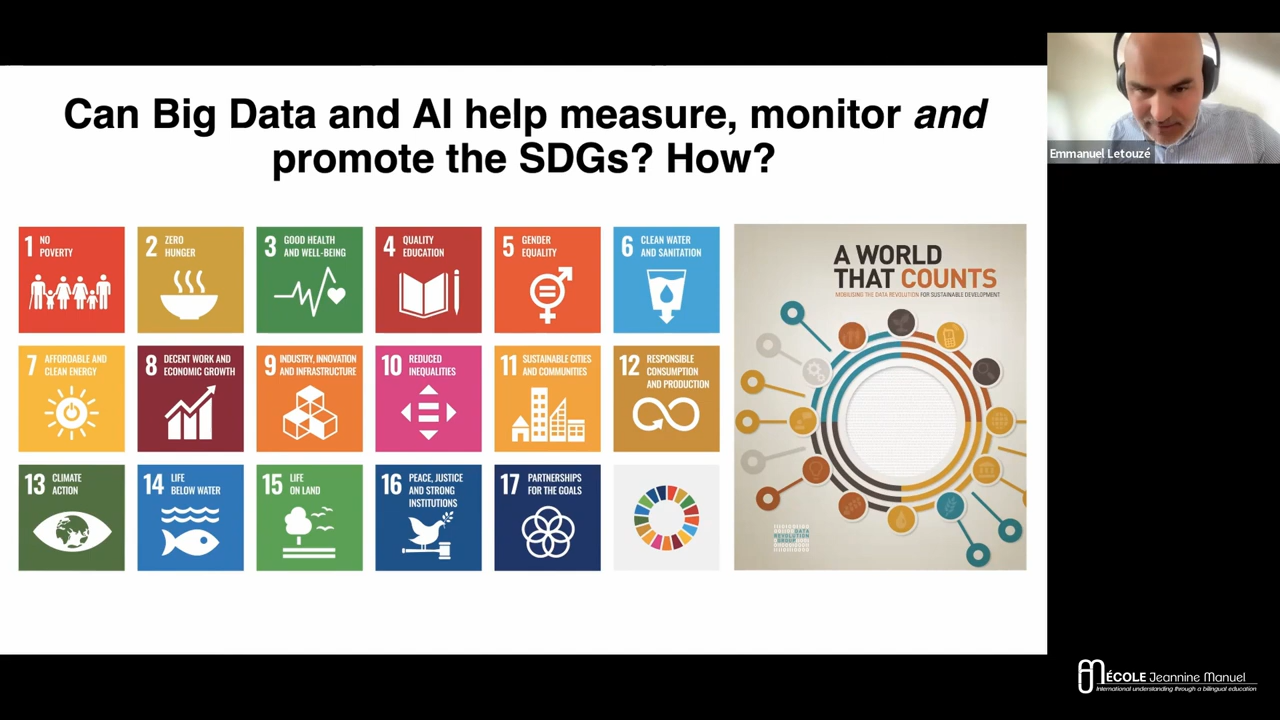 Can Big Data and AI help measure, monitor and
promote the SDGs? How?
Emmanuel Letouzé
1 NO
POVERTY
2 ZERO
HUNGER
3 GOOD HEALTH
AND WELL-BEING
4 QUALITY
EDUCATION
5 GENDER
EQUALITY
6 CLEAN WATER
AND SANITATION
7 AFFORDABLE AND
CLEAN ENERGY
8 DECENT WORK AND
ECONOMIC GROWTH
9 INDUSTRY, INNOVATION
AND INFRASTRUCTURE
10 REDUCED
INEQUALITIES
11 SUSTAINABLE CITIES
AND COMMUNITIES
12 RESPONSIBLE
CONSUMPTION
AND PRODUCTION
13 CLIMATE
ACTION
14 LIFE
BELOW WATER
15 LIFE
ON LAND
16 PEACE, JUSTICE
AND STRONG
INSTITUTIONS
17 PARTNERSHIPS
FOR THE GOALS
A WORLD
THAT COUNTS
MOBILISING THE DATA REVOLUTION FOR SUSTAINABLE DEVELOPMENT
DATA
REVOLUTION
GROUP
ÉCOLE Jeannine Manuel
International understanding through a bilingual education